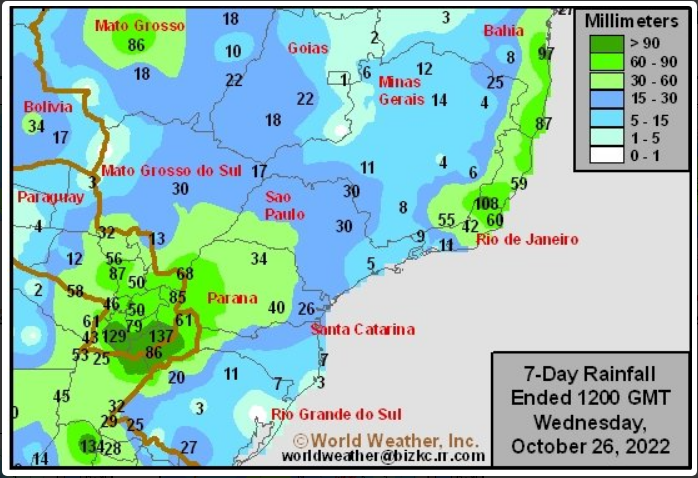 18
Mato Grosso
86
10
18
22
Goias
2
3
Bahia
27
97
8
6
1
12
Minas
Gerais
14
25
4
22
18
87
Bolivia
34
17
3
Mato Grosso do Sul
30
17
11
4
6
59
Paraguay
4
Sao
Paulo
30
30
8
108
60
55
42
Rio de Janeiro
9
11
5
32
13
12
56
87
50
68
34
2
58
46
50
85
Parana
40
26
61
79
61
43
129
137
86
53
25
Santa Catarina
7
20
11
7
3
45
32
29
25
3
Rio Grande do Sul
0
134
28
27
14
18
Millimeters
> 90
60 - 90
30 - 60
15 - 30
5 - 15
1 - 5
0 - 1
7-Day Rainfall
Ended 1200 GMT
Wednesday,
October 26, 2022
©World Weather, Inc.
worldweather@bizkc.rr.com